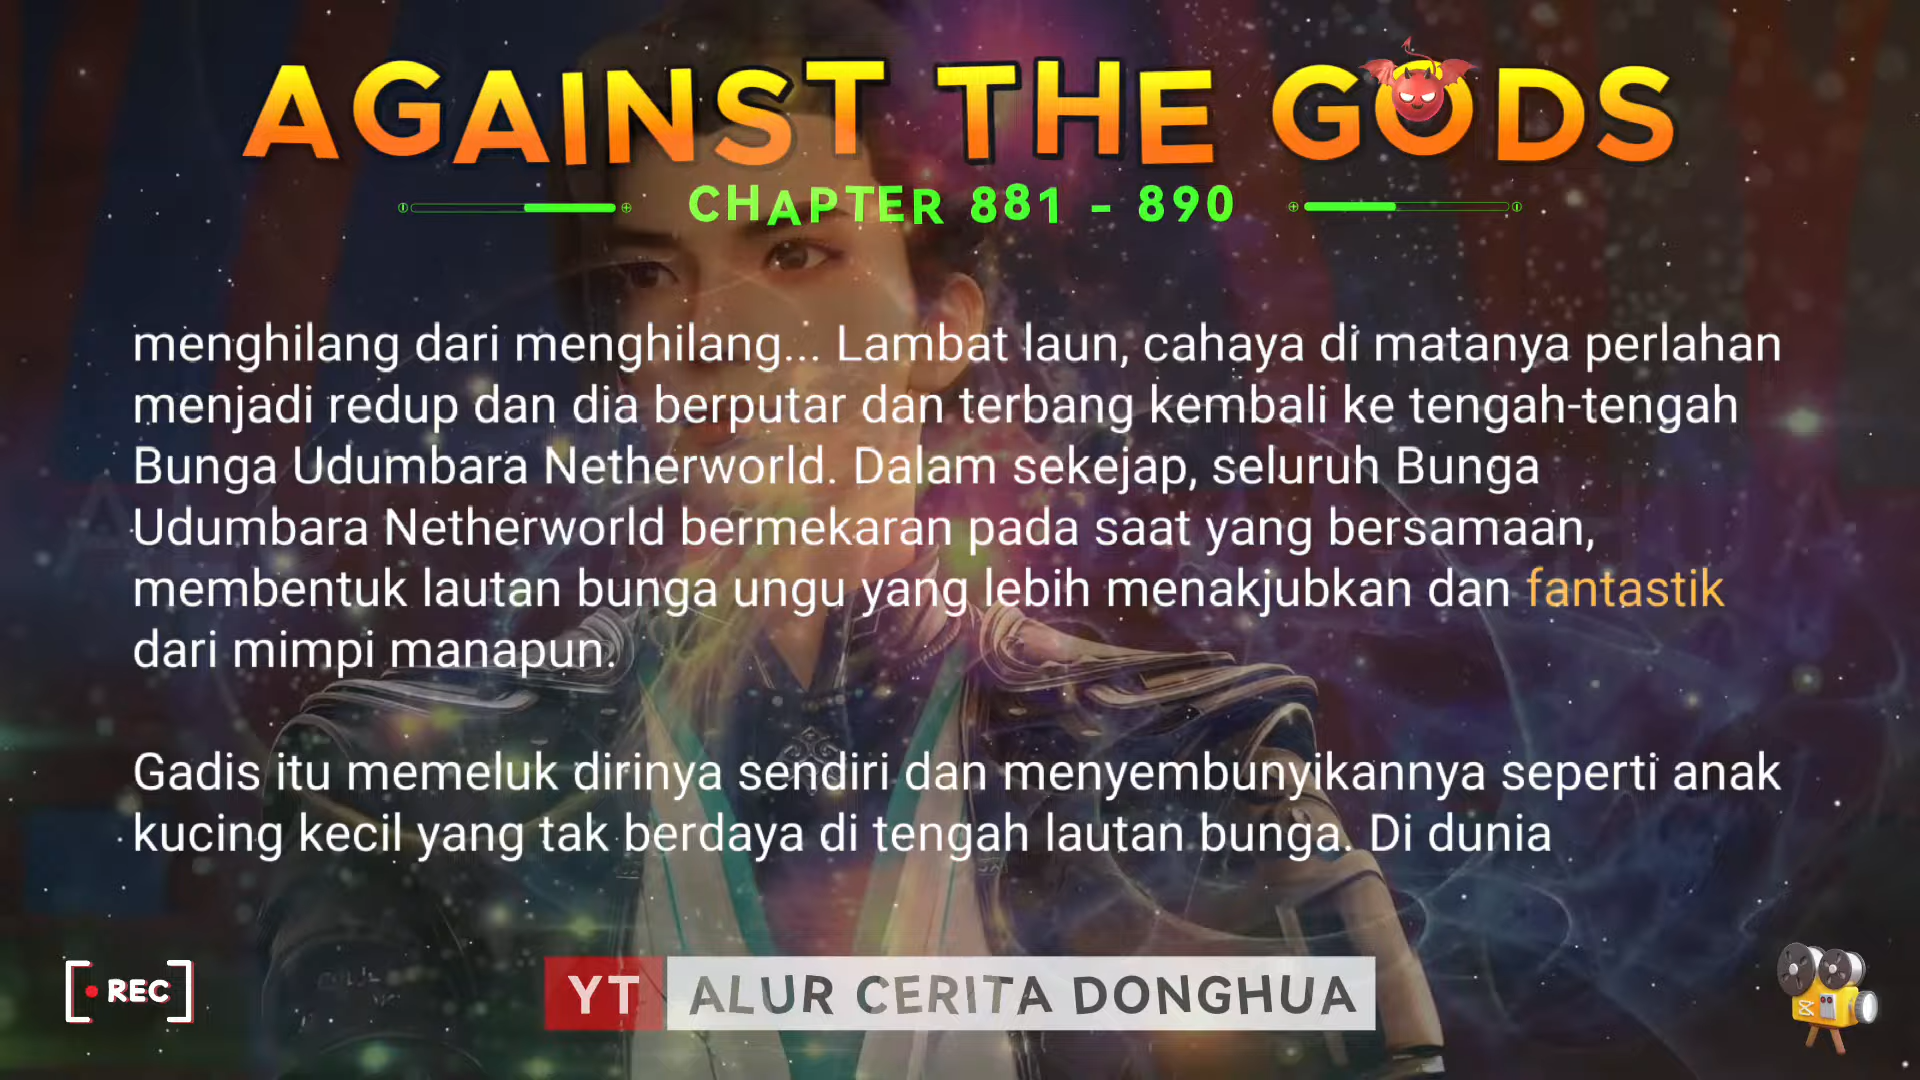 AGAINST THE GODS
CHAPTER 881 - 890
menghilang dari menghilang... Lambat laun, cahaya di matanya perlahan
menjadi redup dan dia berputar dan terbang kembali ke tengah-tengah
Bunga Udumbara Netherworld. Dalam sekejap, seluruh Bunga
Udumbara Netherworld bermekaran pada saat yang bersamaan,
membentuk lautan bunga ungu yang lebih menakjubkan dan fantastik
dari mimpi manapun.
Gadis itu memeluk dirinya sendiri dan menyembunyikannya seperti anak
kucing kecil yang tak berdaya di tengah lautan bunga. Di dunia
REC
YT ALUR CERITA DONGHUA